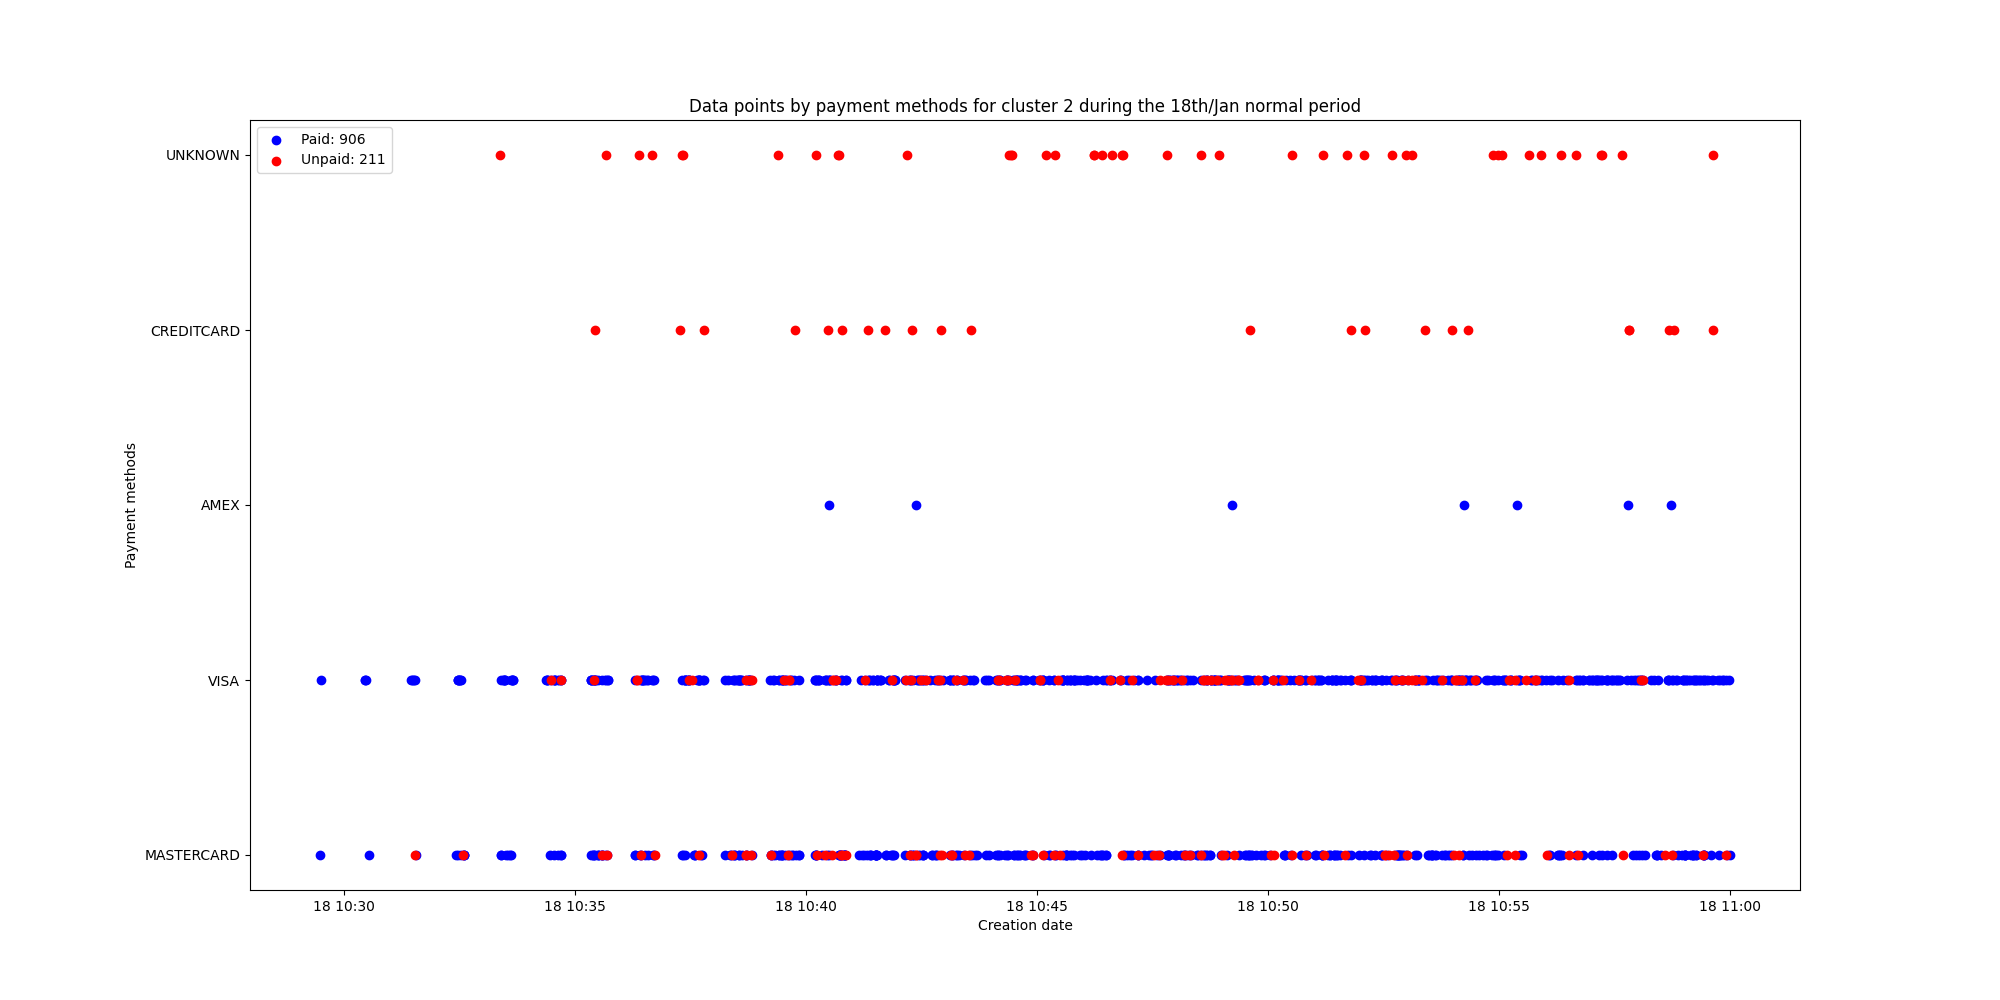 Data points by payment methods for cluster 2 during the 18th/Jan normal period
Paid: 906
Unpaid: 211
UNKNOWN
CREDITCARD
AMEX
VISA
MASTERCARD
Payment methods
18 10:30 18 10:35 18 10:40 18 10:45 18 10:50 18 10:55 18 11:00
Creation date